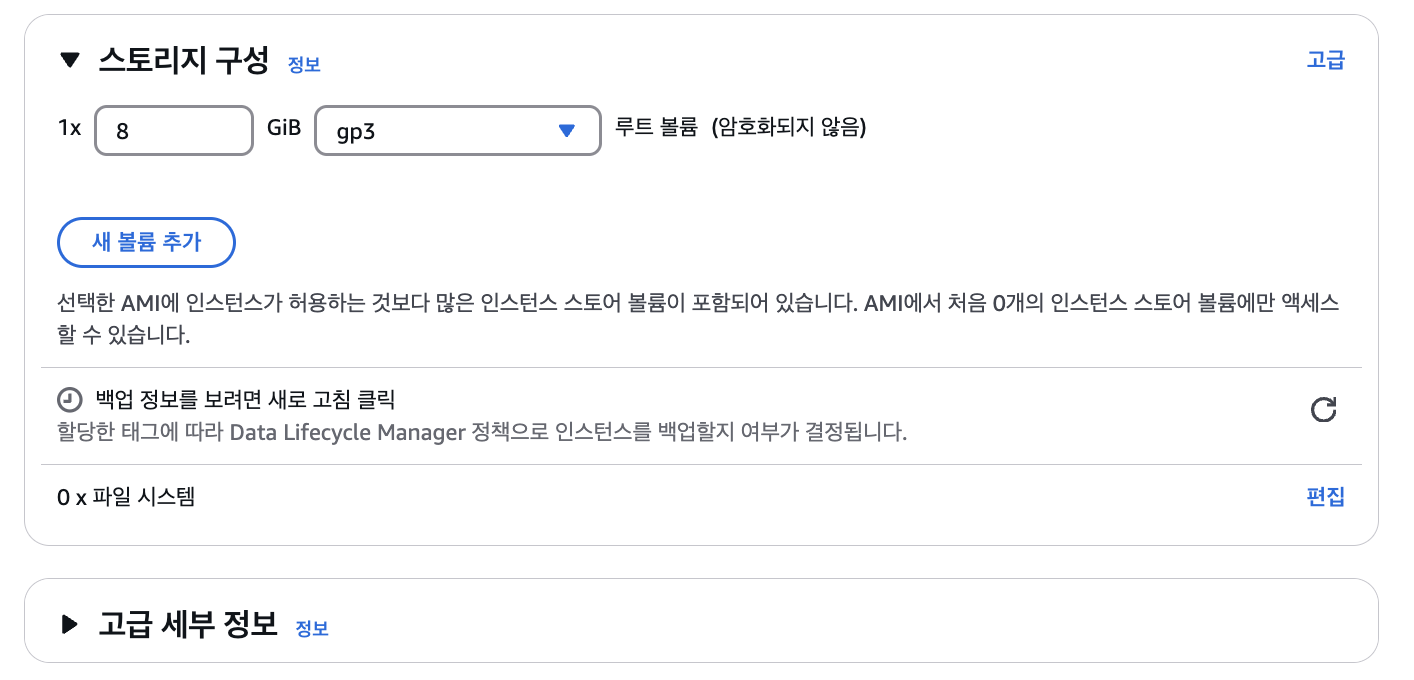 스토리지 구성 정보 고급
1x 8 GiB gp3 루트 볼륨 (암호화되지 않음)
새 볼륨 추가
선택한 AMI에 인스턴스가 허용하는 것보다 많은 인스턴스 스토어 볼륨이 포함되어 있습니다. AMI에서 처음 0개의 인스턴스 스토어 볼륨에만 액세스
할 수 있습니다.
백업 정보를 보려면 새로 고침 클릭
할당한 태그에 따라 Data Lifecycle Manager 정책으로 인스턴스를 백업할지 여부가 결정됩니다.
0 x 파일 시스템 편집
고급 세부 정보 정보